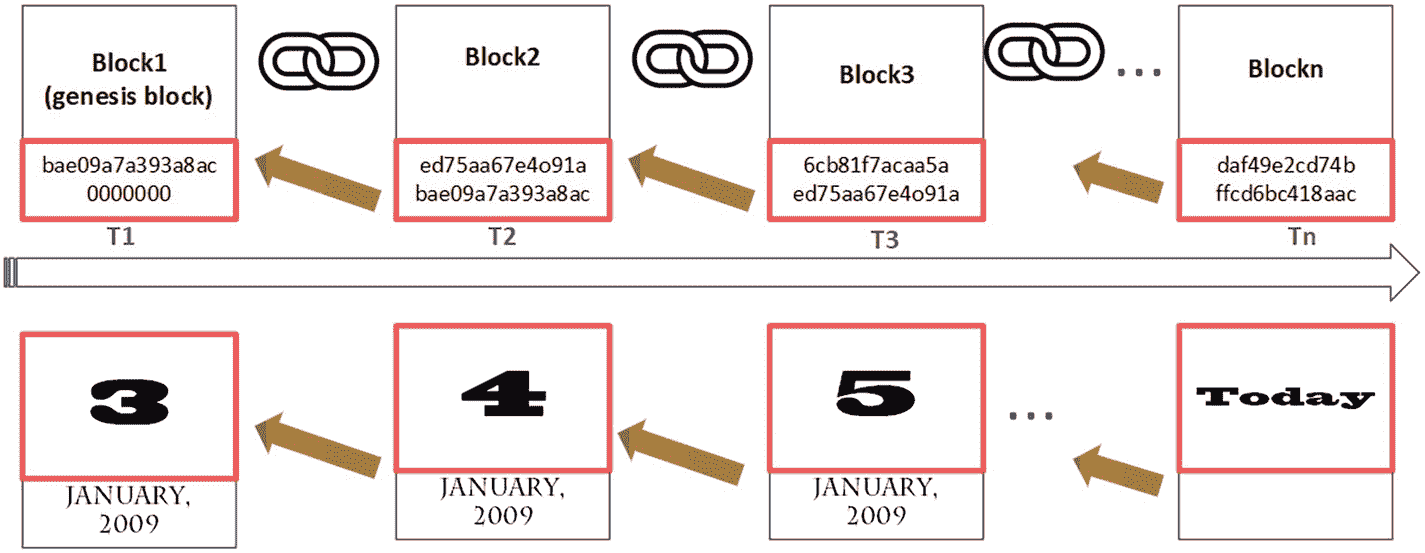 Block1
(genesis block)
Block2
Block3
...
Blockn
bae09a7a393a8ac
0000000
ed75aa67e4o91a
bae09a7a393a8ac
6cb81f7acaa5a
ed75aa67e4o91a
daf49e2cd74b
ffcd6bc418aac
T1
T2
T3
Tn
3
JANUARY,
2009
4
JANUARY,
2009
5
JANUARY,
2009
...
Today